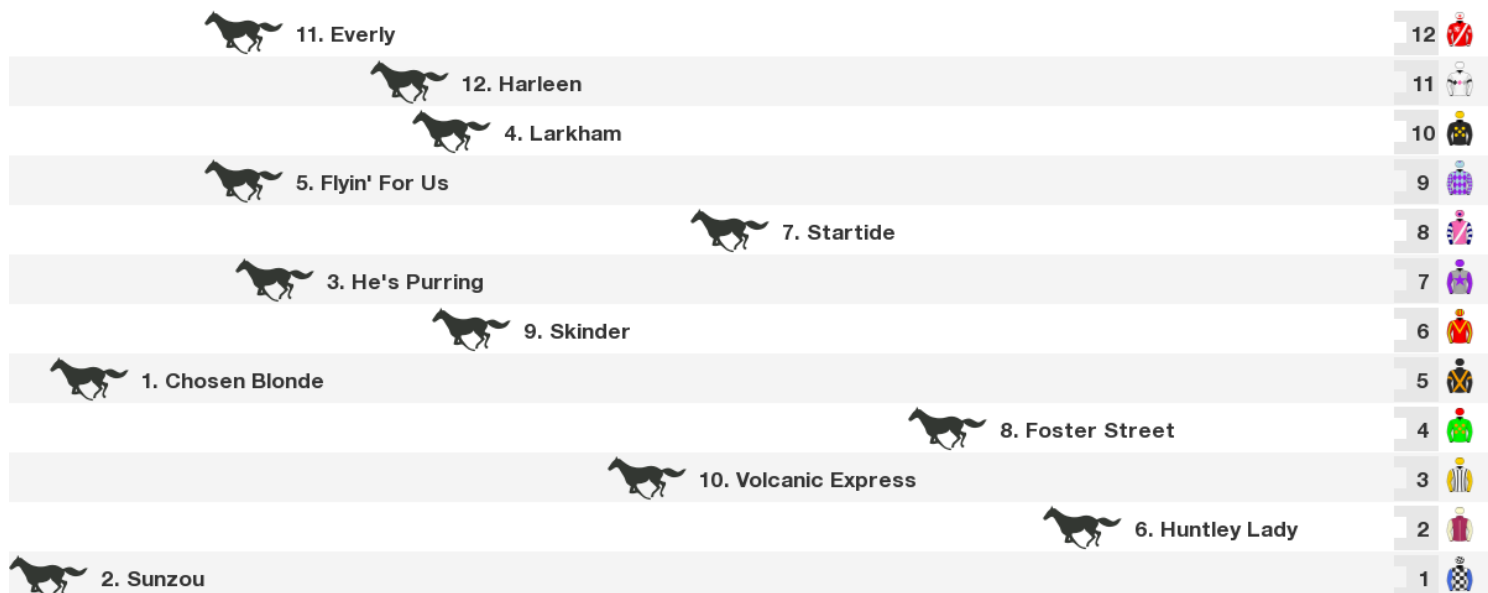 11. Everly 12
12. Harleen 11
4. Larkham 10
5. Flyin' For Us 9
7. Startide 8
3. He's Purring 7
9. Skinder 6
1. Chosen Blonde 5
8. Foster Street 4
10. Volcanic Express 3
6. Huntley Lady 2
2. Sunzou 1